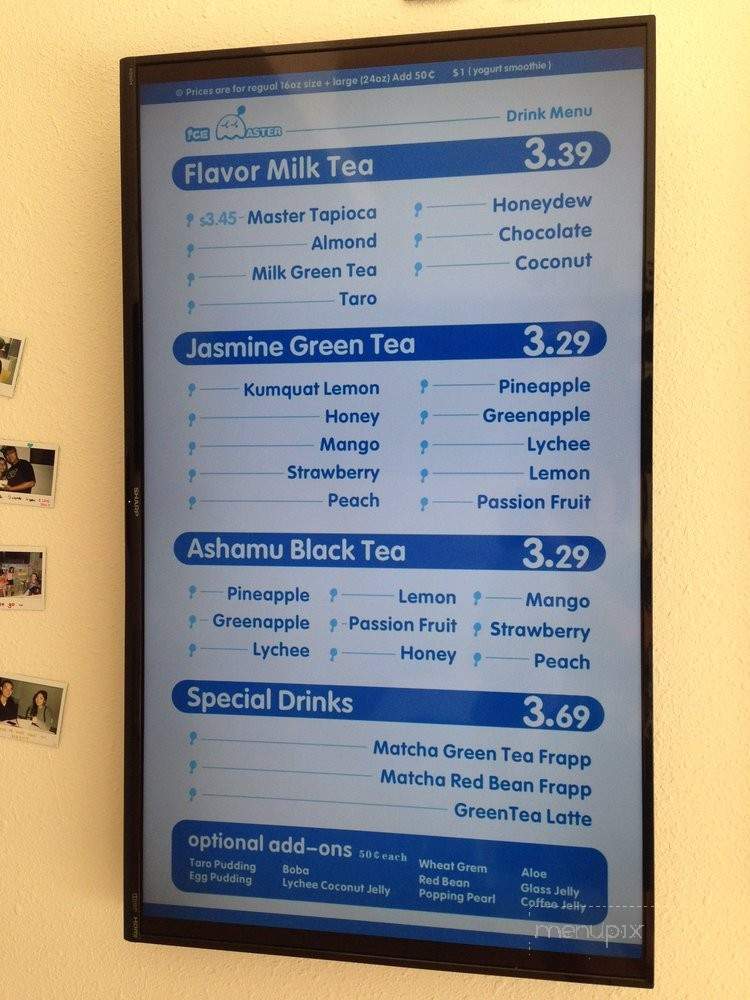 Prices are for regual 16oz size + large (24oz) Add 50¢ $1 (yogurt smoothie)
ICE MASTER Drink Menu
Flavor Milk Tea 3.39
$3.45 Master Tapioca
Almond
Milk Green Tea
Taro
Honeydew
Chocolate
Coconut
Jasmine Green Tea 3.29
Kumquat Lemon
Honey
Mango
Strawberry
Peach
Pineapple
Greenapple
Lychee
Lemon
Passion Fruit
Ashamu Black Tea 3.29
Pineapple
Greenapple
Lychee
Lemon
Passion Fruit
Honey
Mango
Strawberry
Peach
Special Drinks 3.69
Matcha Green Tea Frapp
Matcha Red Bean Frapp
GreenTea Latte
optional add-ons 50¢ each
Taro Pudding
Egg Pudding
Boba
Lychee Coconut Jelly
Wheat Grem
Red Bean
Popping Pearl
Aloe
Glass Jelly
Coffee Jelly
SHARP
HDMI
menupix